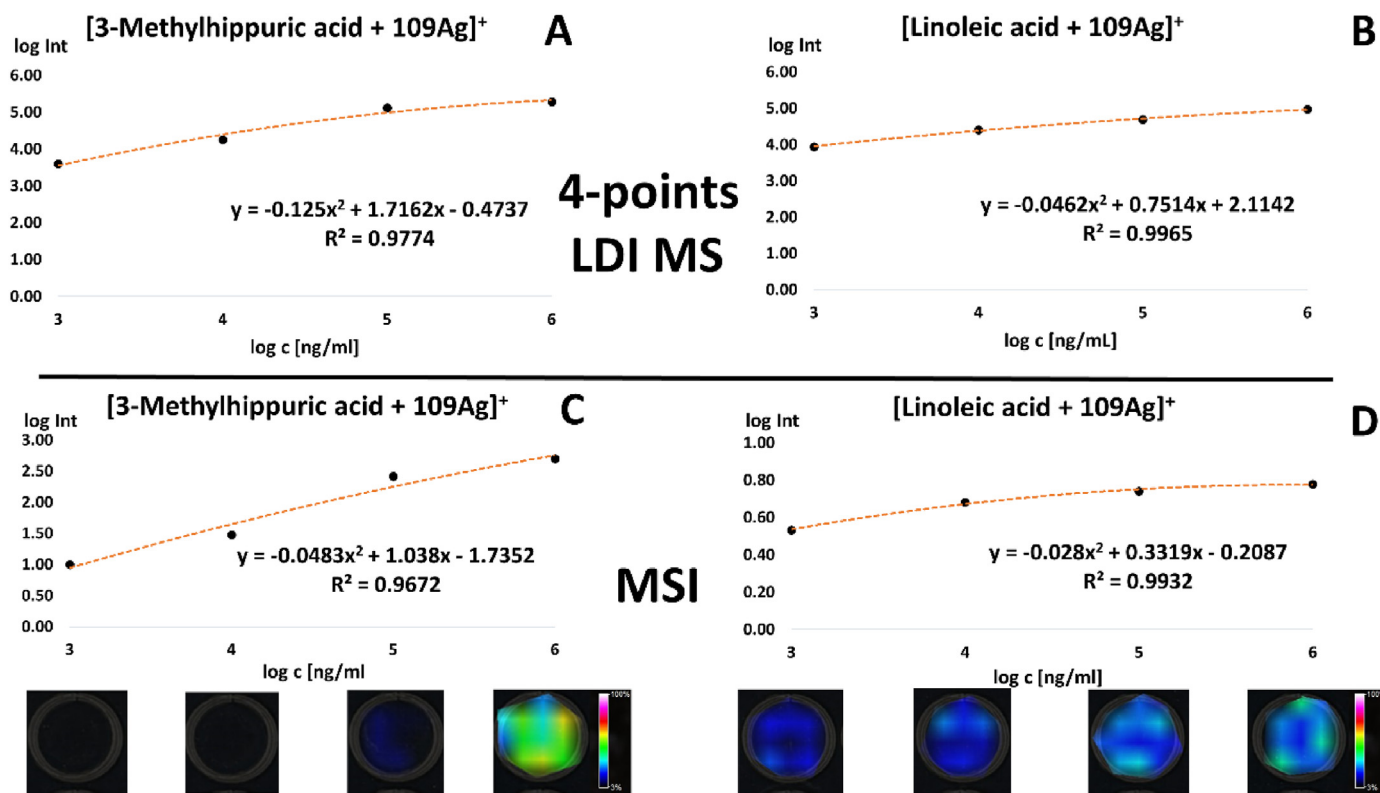 [3-Methylhippuric acid + 109Ag]⁺
A
log Int
6.00
5.00
4.00
3.00
2.00
1.00
0.00
y = -0.125x² + 1.7162x - 0.4737
R² = 0.9774
3
4
5
6
log c [ng/ml]
[Linoleic acid + 109Ag]⁺
B
log Int
6.00
5.00
4.00
3.00
2.00
1.00
0.00
y = -0.0462x² + 0.7514x + 2.1142
R² = 0.9965
3
4
5
6
log c [ng/mL]
4-points
LDI MS
[3-Methylhippuric acid + 109Ag]⁺
C
log Int
3.00
2.50
2.00
1.50
1.00
0.50
0.00
y = -0.0483x² + 1.038x - 1.7352
R² = 0.9672
3
4
5
6
log c [ng/ml
100%
3%
MSI
[Linoleic acid + 109Ag]⁺
D
log Int
1.00
0.80
0.60
0.40
0.20
0.00
y = -0.028x² + 0.3319x - 0.2087
R² = 0.9932
3
4
5
6
log c [ng/ml]
100%
3%